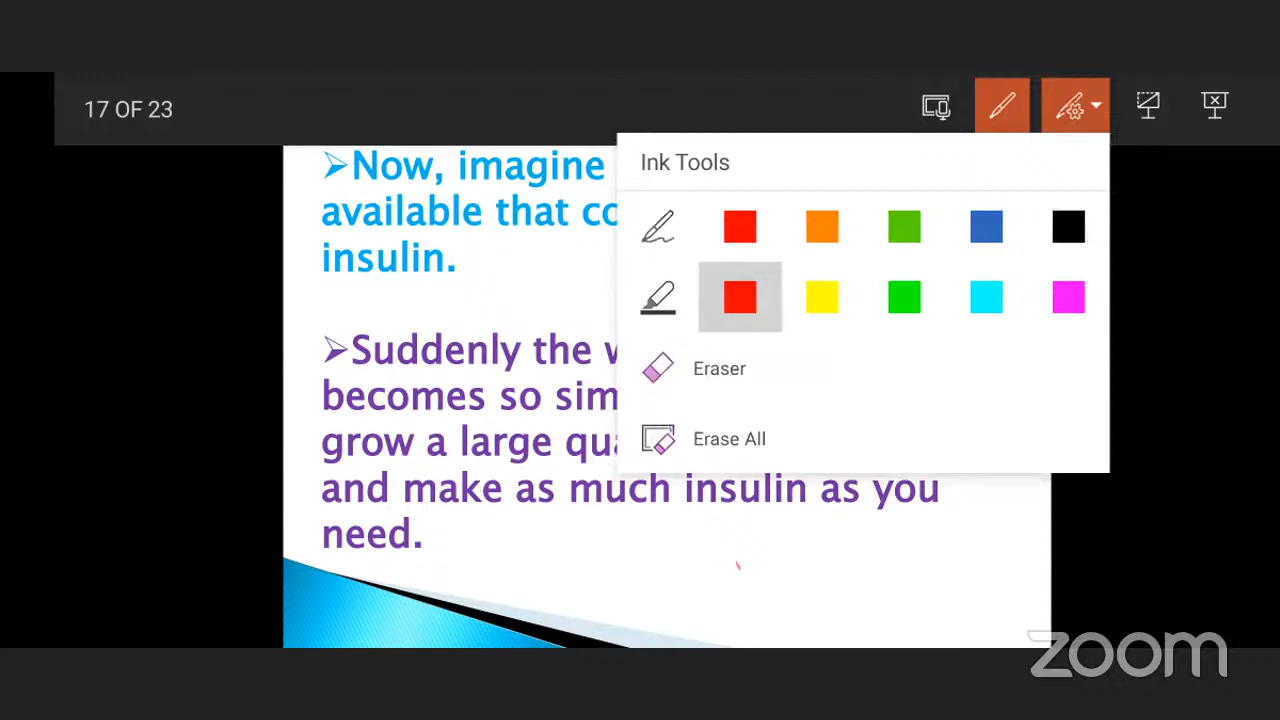 17 OF 23
Ink Tools
➢Now, imagine
available that co
insulin.
➢Suddenly the w
becomes so sim
grow a large qua
and make as much insulin as you
need.
Eraser
Erase All
zoom